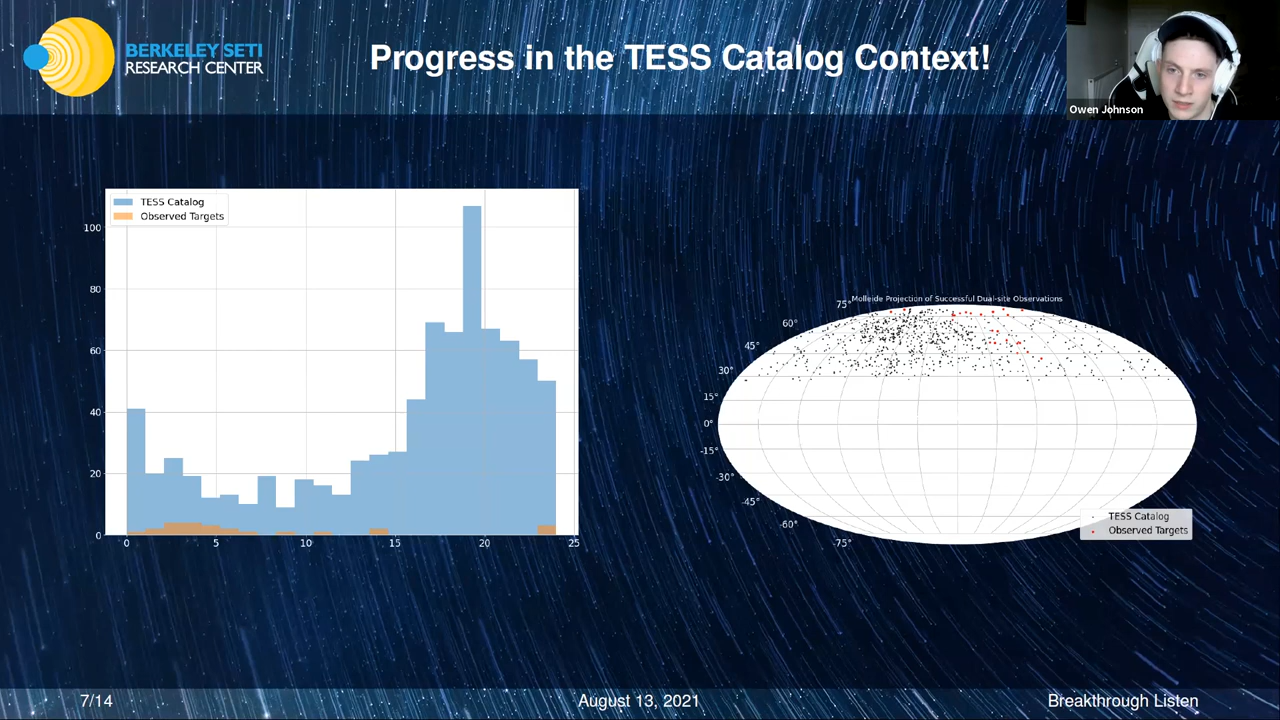 BERKELEY SETI
RESEARCH CENTER
Progress in the TESS Catalog Context!
Owen Johnson
TESS Catalog
Observed Targets
100
80
60
40
20
0
0 5 10 15 20 25
Molleide Projection of Successful Dual-site Observations
75°
60°
45°
30°
15°
0°
-15°
-30°
-45°
-60°
-75°
TESS Catalog
Observed Targets
7/14
August 13, 2021
Breakthrough Listen